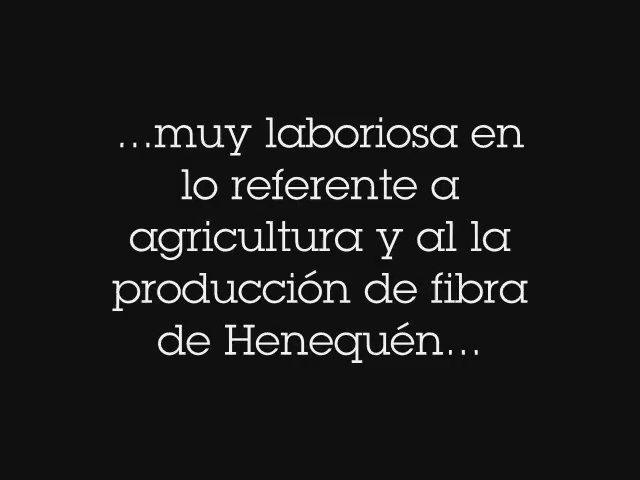 ...muy laboriosa en
lo referente a
agricultura y al la
producción de fibra
de Henequén...